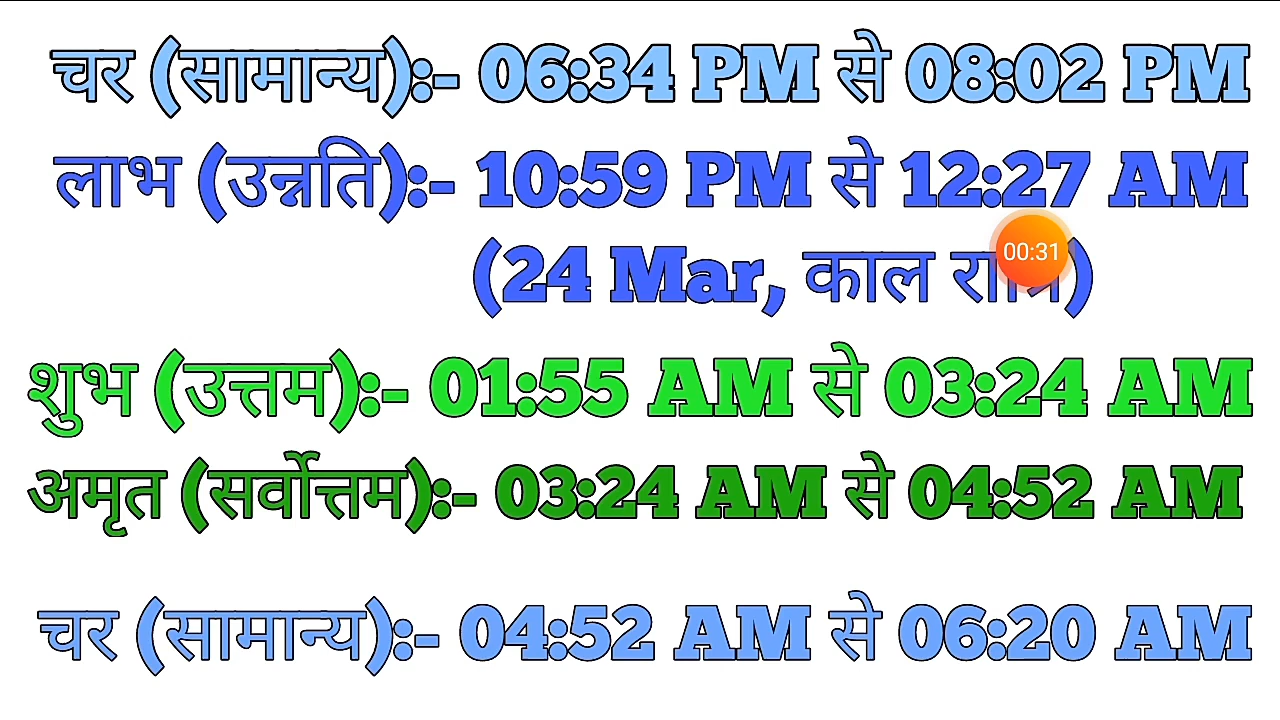 चर (सामान्य):- 06:34 PM से 08:02 PM
लाभ (उन्नति):- 10:59 PM से 12:27 AM
(24 Mar, काल रात्रि)
00:31
शुभ (उत्तम):- 01:55 AM से 03:24 AM
अमृत (सर्वोत्तम):- 03:24 AM से 04:52 AM
चर (सामान्य):- 04:52 AM से 06:20 AM